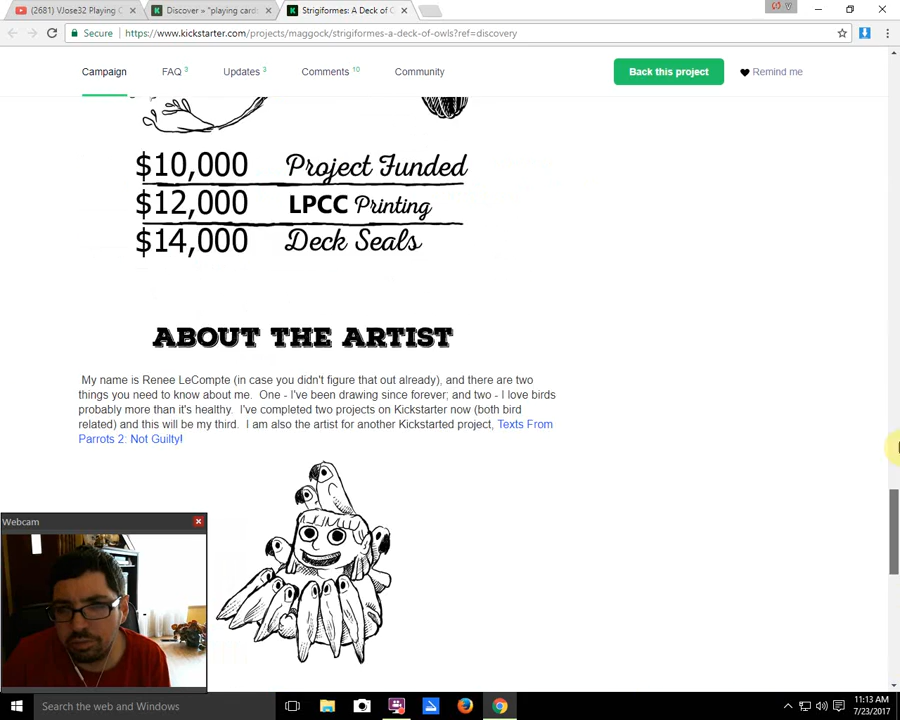 (2681) VJose32 Playing C
Discover » "playing card
Strigiformes: A Deck of O
Secure
https://www.kickstarter.com/projects/maggock/strigiformes-a-deck-of-owls?ref=discovery
Campaign
FAQ 3
Updates 3
Comments 10
Community
Back this project
Remind me
$10,000 Project Funded
$12,000 LPCC Printing
$14,000 Deck Seals
ABOUT THE ARTIST
My name is Renee LeCompte (in case you didn't figure that out already), and there are two
things you need to know about me. One - I've been drawing since forever; and two - I love birds
probably more than it's healthy. I've completed two projects on Kickstarter now (both bird
related) and this will be my third. I am also the artist for another Kickstarted project, Texts From
Parrots 2: Not Guilty!
Webcam
Search the web and Windows
11:13 AM
7/23/2017